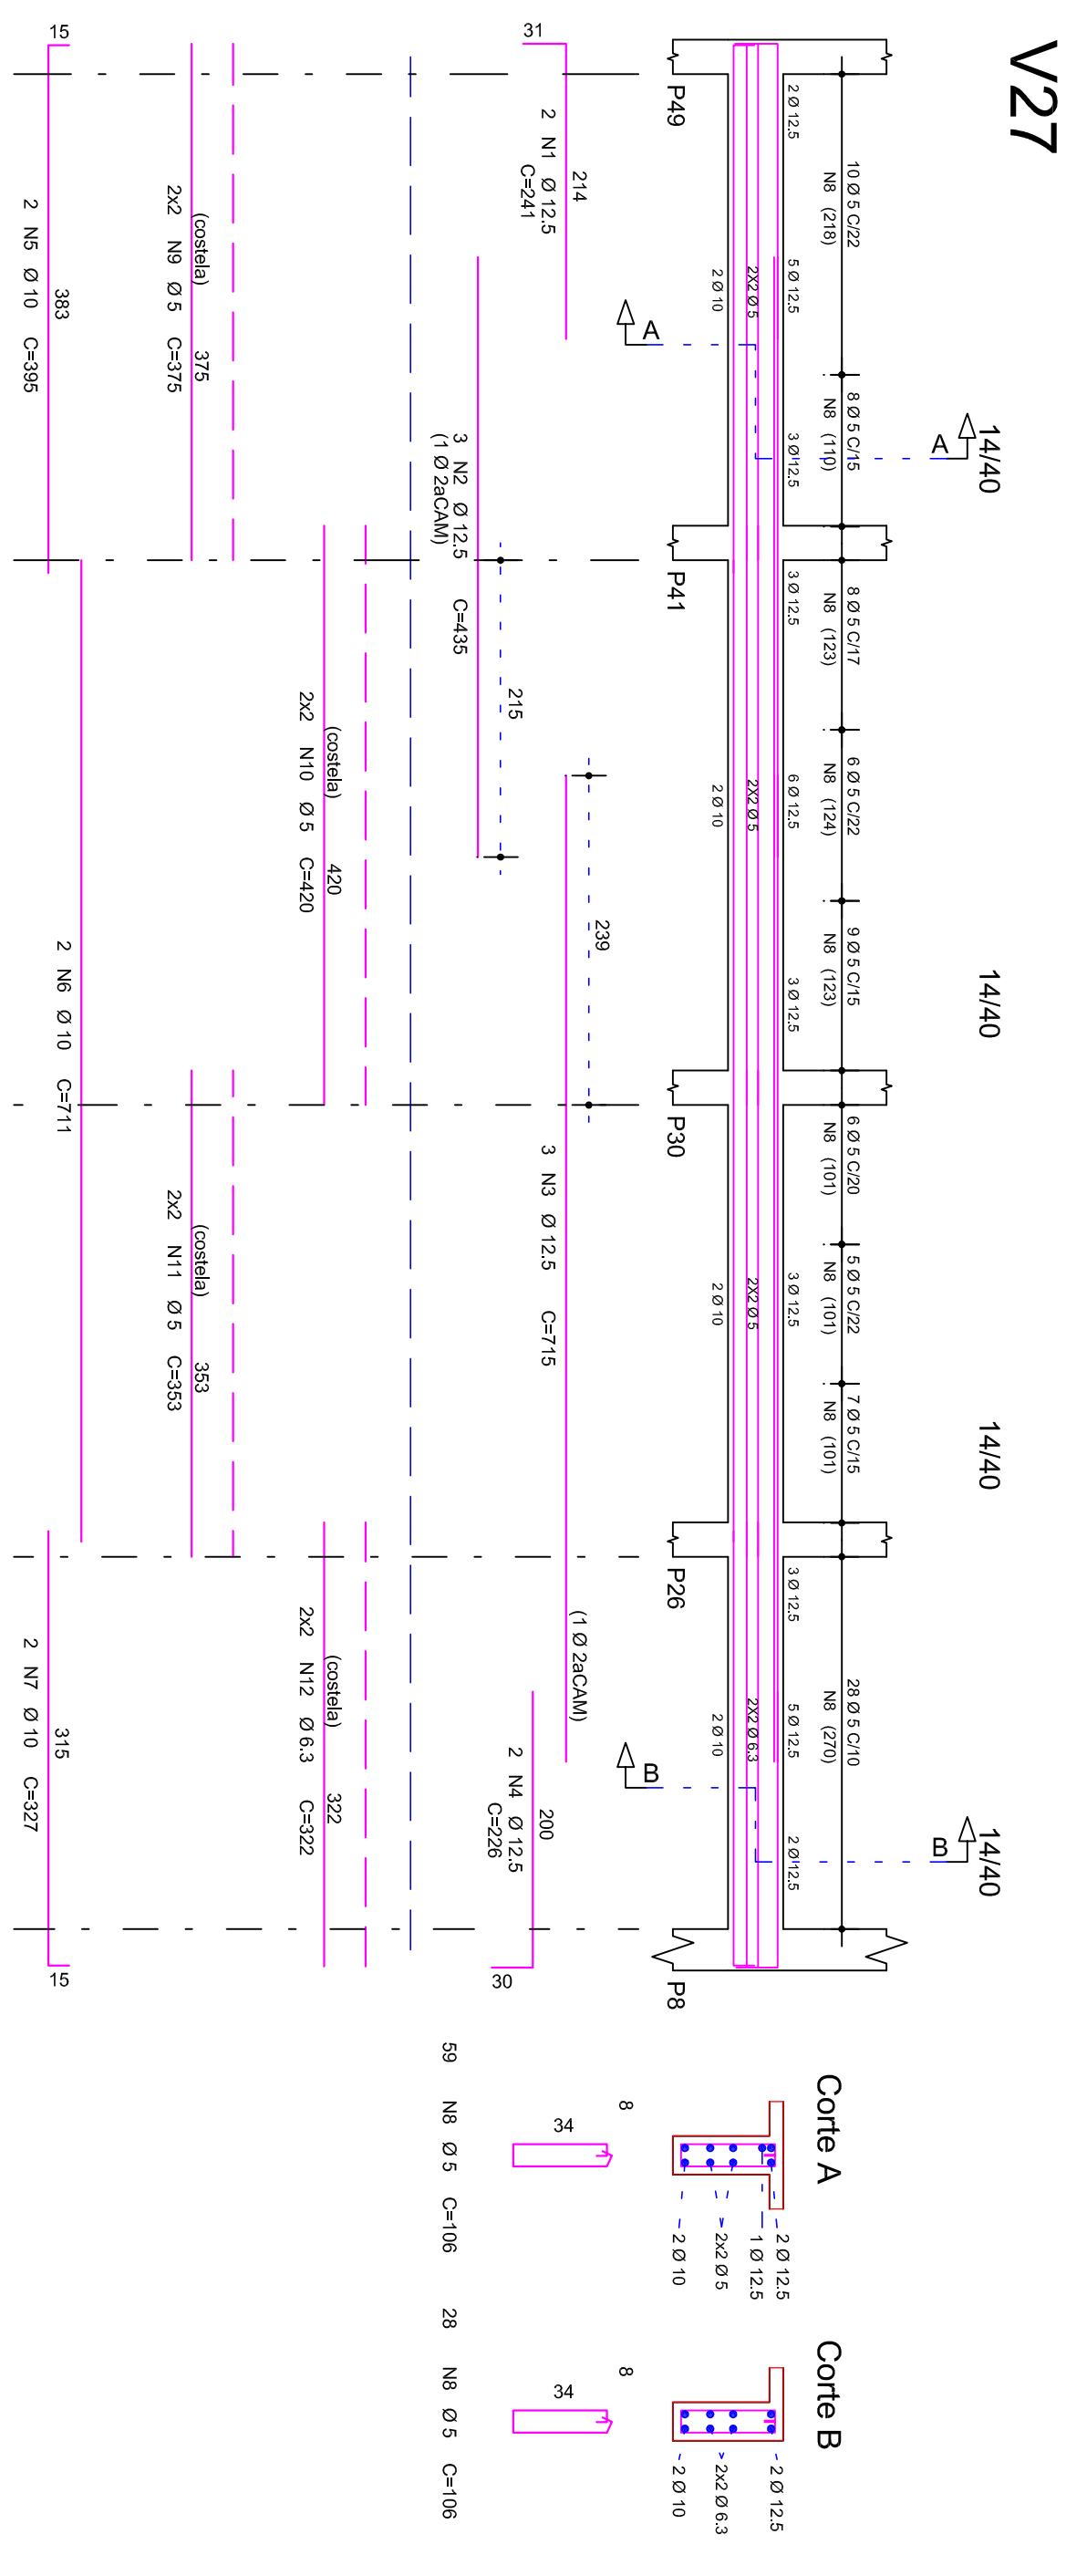 V27
14/40
14/40
14/40
14/40
A
A
B
B
10 Ø 5 C/22
N8 (218)
8 Ø 5 C/15
N8 (110)
8 Ø 5 C/17
N8 (123)
6 Ø 5 C/22
N8 (124)
9 Ø 5 C/15
N8 (123)
6 Ø 5 C/20
N8 (101)
5 Ø 5 C/22
N8 (101)
7 Ø 5 C/15
N8 (101)
28 Ø 5 C/10
N8 (270)
2 Ø 12.5
5 Ø 12.5
3 Ø 12.5
3 Ø 12.5
6 Ø 12.5
3 Ø 12.5
3 Ø 12.5
3 Ø 12.5
5 Ø 12.5
2 Ø 12.5
2X2 Ø 5
2X2 Ø 5
2X2 Ø 5
2X2 Ø 6.3
2 Ø 10
2 Ø 10
2 Ø 10
2 Ø 10
P49
P41
P30
P26
P8
31
214
2 N1 Ø 12.5
C=241
239
3 N3 Ø 12.5 C=715
(1 Ø 2aCAM)
200
2 N4 Ø 12.5
C=226
30
215
3 N2 Ø 12.5 C=435
(1 Ø 2aCAM)
(costela) 420
2x2 N10 Ø 5 C=420
(costela) 322
2x2 N12 Ø 6.3 C=322
(costela) 375
2x2 N9 Ø 5 C=375
(costela) 353
2x2 N11 Ø 5 C=353
2 N6 Ø 10 C=711
15
383
2 N5 Ø 10 C=395
315
2 N7 Ø 10 C=327
15
Corte A
2 Ø 12.5
1 Ø 12.5
2x2 Ø 5
2 Ø 10
8
34
59 N8 Ø 5 C=106
Corte B
2 Ø 12.5
2x2 Ø 6.3
2 Ø 10
8
34
28 N8 Ø 5 C=106